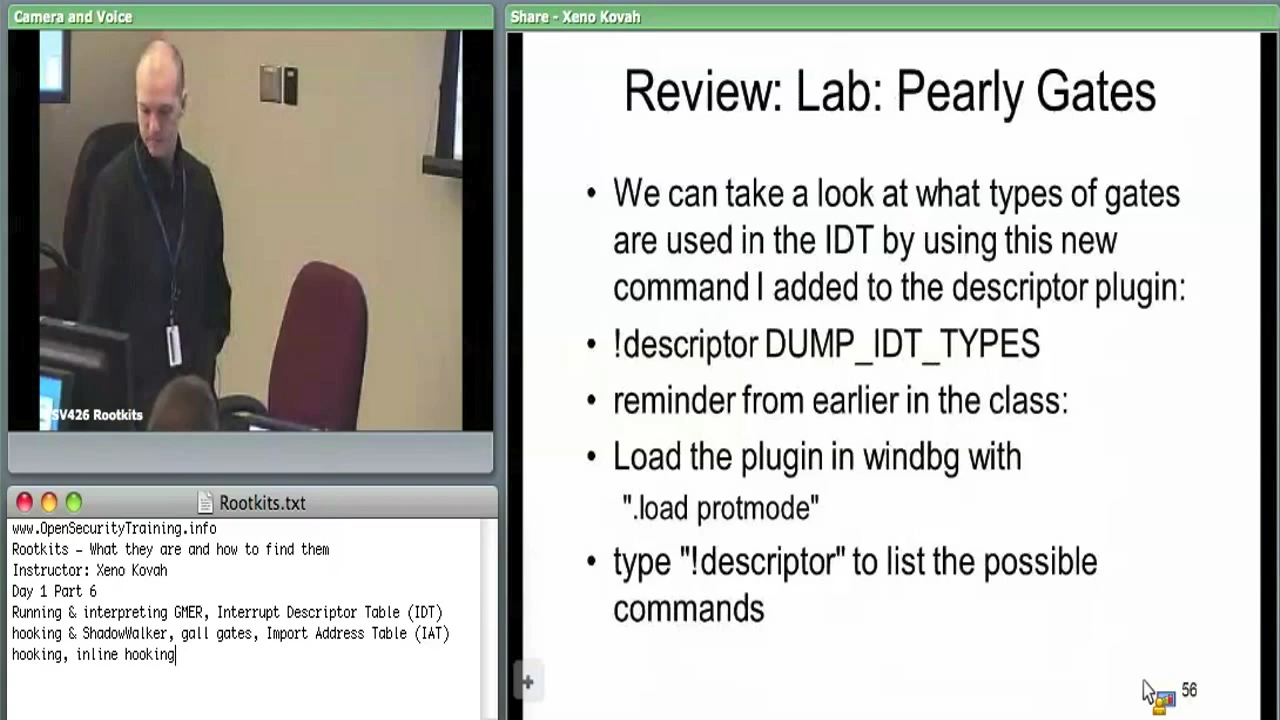 Camera and Voice
SV426 Rootkits
Rootkits.txt
www.OpenSecurityTraining.info
Rootkits - What they are and how to find them
Instructor: Xeno Kovah
Day 1 Part 6
Running & interpreting GMER, Interrupt Descriptor Table (IDT)
hooking & ShadowWalker, gall gates, Import Address Table (IAT)
hooking, inline hooking
Share - Xeno Kovah
Review: Lab: Pearly Gates
• We can take a look at what types of gates
are used in the IDT by using this new
command I added to the descriptor plugin:
• !descriptor DUMP_IDT_TYPES
• reminder from earlier in the class:
• Load the plugin in windbg with
".load protmode"
• type "!descriptor" to list the possible
commands
56